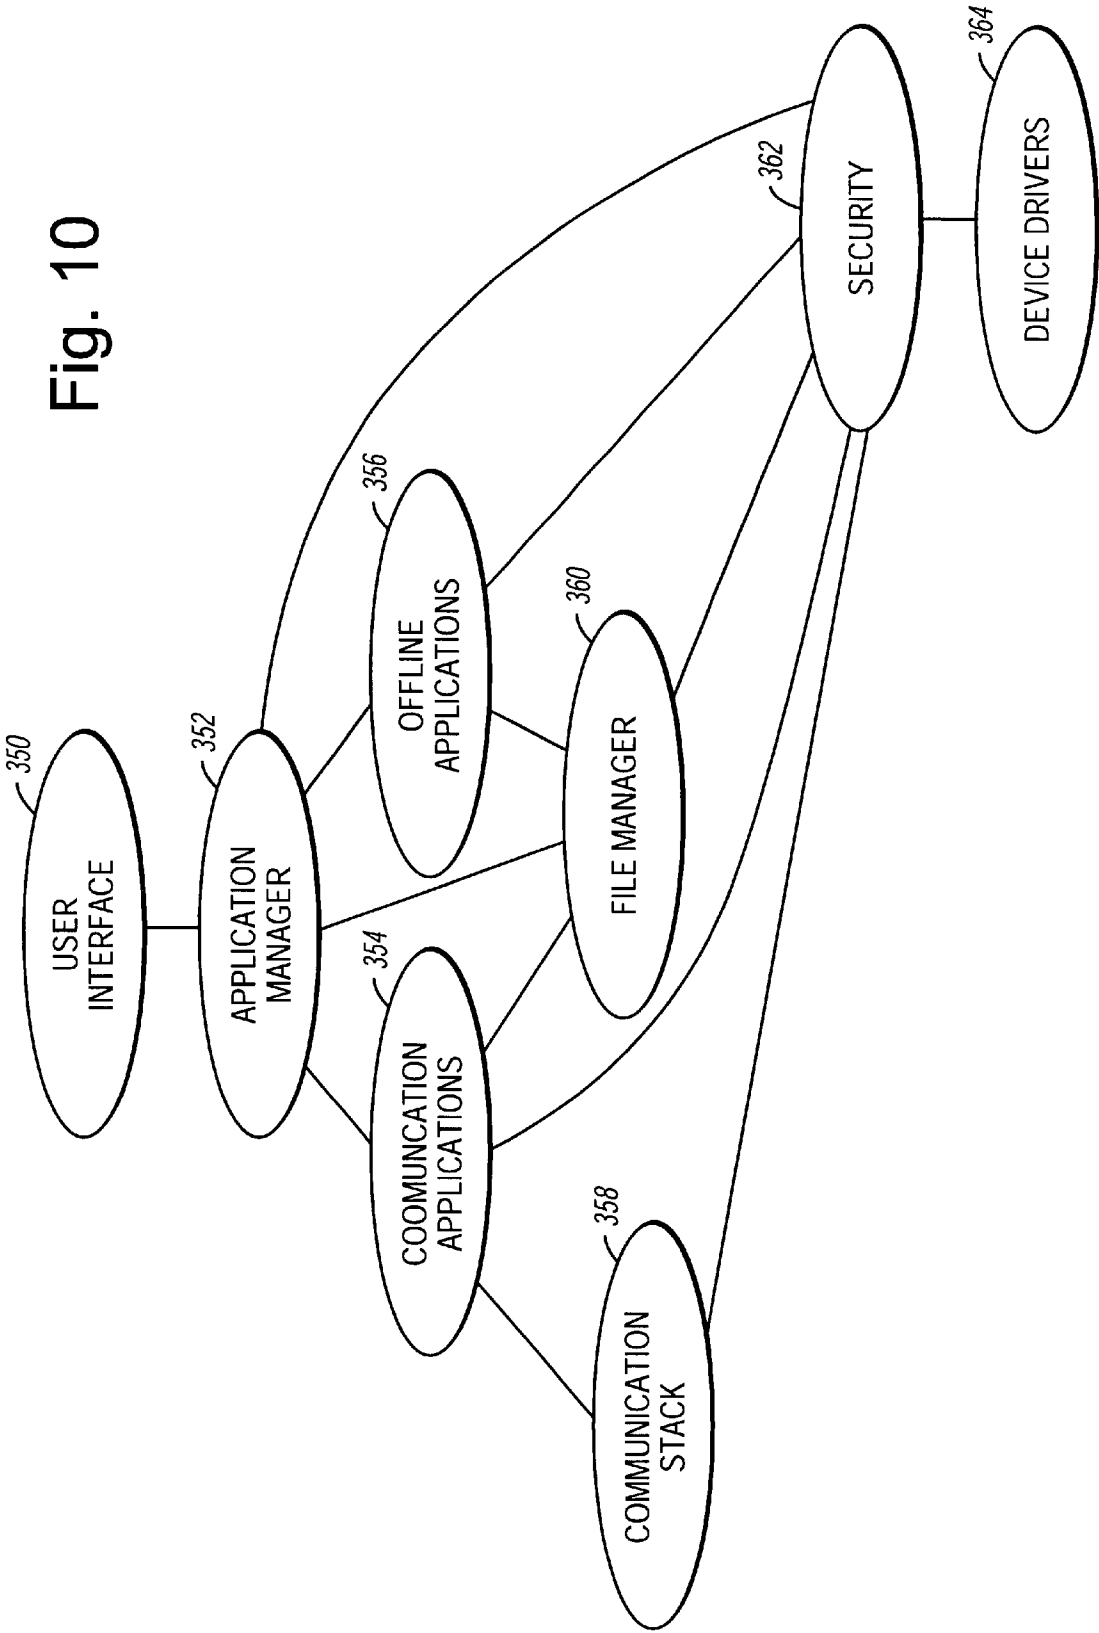 Fig. 10
350
USER
INTERFACE
352
APPLICATION
MANAGER
354
COOMUNCATION
APPLICATIONS
356
OFFLINE
APPLICATIONS
358
COMMUNICATION
STACK
360
FILE MANAGER
362
SECURITY
364
DEVICE DRIVERS